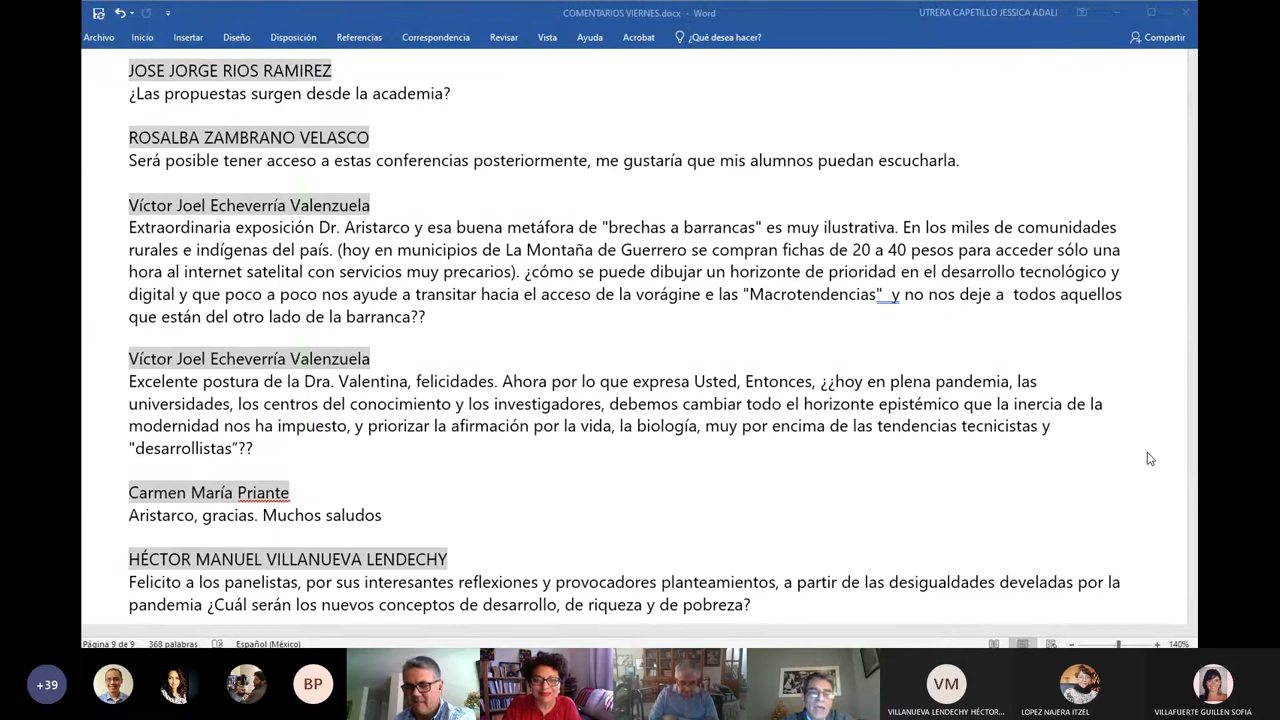 COMENTARIOS VIERNES.docx - Word
UTRERA CAPETILLO JESSICA ADALI
Archivo Inicio Insertar Diseño Disposición Referencias Correspondencia Revisar Vista Ayuda Acrobat ¿Qué desea hacer? Compartir
JOSE JORGE RIOS RAMIREZ
¿Las propuestas surgen desde la academia?
ROSALBA ZAMBRANO VELASCO
Será posible tener acceso a estas conferencias posteriormente, me gustaría que mis alumnos puedan escucharla.
Víctor Joel Echeverría Valenzuela
Extraordinaria exposición Dr. Aristarco y esa buena metáfora de "brechas a barrancas" es muy ilustrativa. En los miles de comunidades
rurales e indígenas del país. (hoy en municipios de La Montaña de Guerrero se compran fichas de 20 a 40 pesos para acceder sólo una
hora al internet satelital con servicios muy precarios). ¿cómo se puede dibujar un horizonte de prioridad en el desarrollo tecnológico y
digital y que poco a poco nos ayude a transitar hacia el acceso de la vorágine e las "Macrotendencias" y no nos deje a todos aquellos
que están del otro lado de la barranca??
Víctor Joel Echeverría Valenzuela
Excelente postura de la Dra. Valentina, felicidades. Ahora por lo que expresa Usted, Entonces, ¿¿hoy en plena pandemia, las
universidades, los centros del conocimiento y los investigadores, debemos cambiar todo el horizonte epistémico que la inercia de la
modernidad nos ha impuesto, y priorizar la afirmación por la vida, la biología, muy por encima de las tendencias tecnicistas y
"desarrollistas"??
Carmen María Priante
Aristarco, gracias. Muchos saludos
HÉCTOR MANUEL VILLANUEVA LENDECHY
Felicito a los panelistas, por sus interesantes reflexiones y provocadores planteamientos, a partir de las desigualdades develadas por la
pandemia ¿Cuál serán los nuevos conceptos de desarrollo, de riqueza y de pobreza?
Página 9 de 9 368 palabras Español (México) 140%
+39 BP VM
VILLANUEVA LENDECHY HÉCTOR... LOPEZ NAJERA ITZEL VILLAFUERTE GUILLEN SOFIA